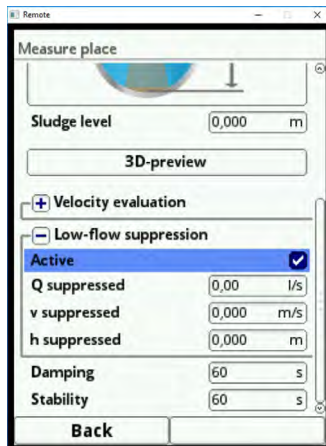 Remote
Measure place
Sludge level 0,000 m
3D-preview
+ Velocity evaluation
− Low-flow suppression
Active
Q suppressed 0,00 l/s
v suppressed 0,000 m/s
h suppressed 0,000 m
Damping 60 s
Stability 60 s
Back